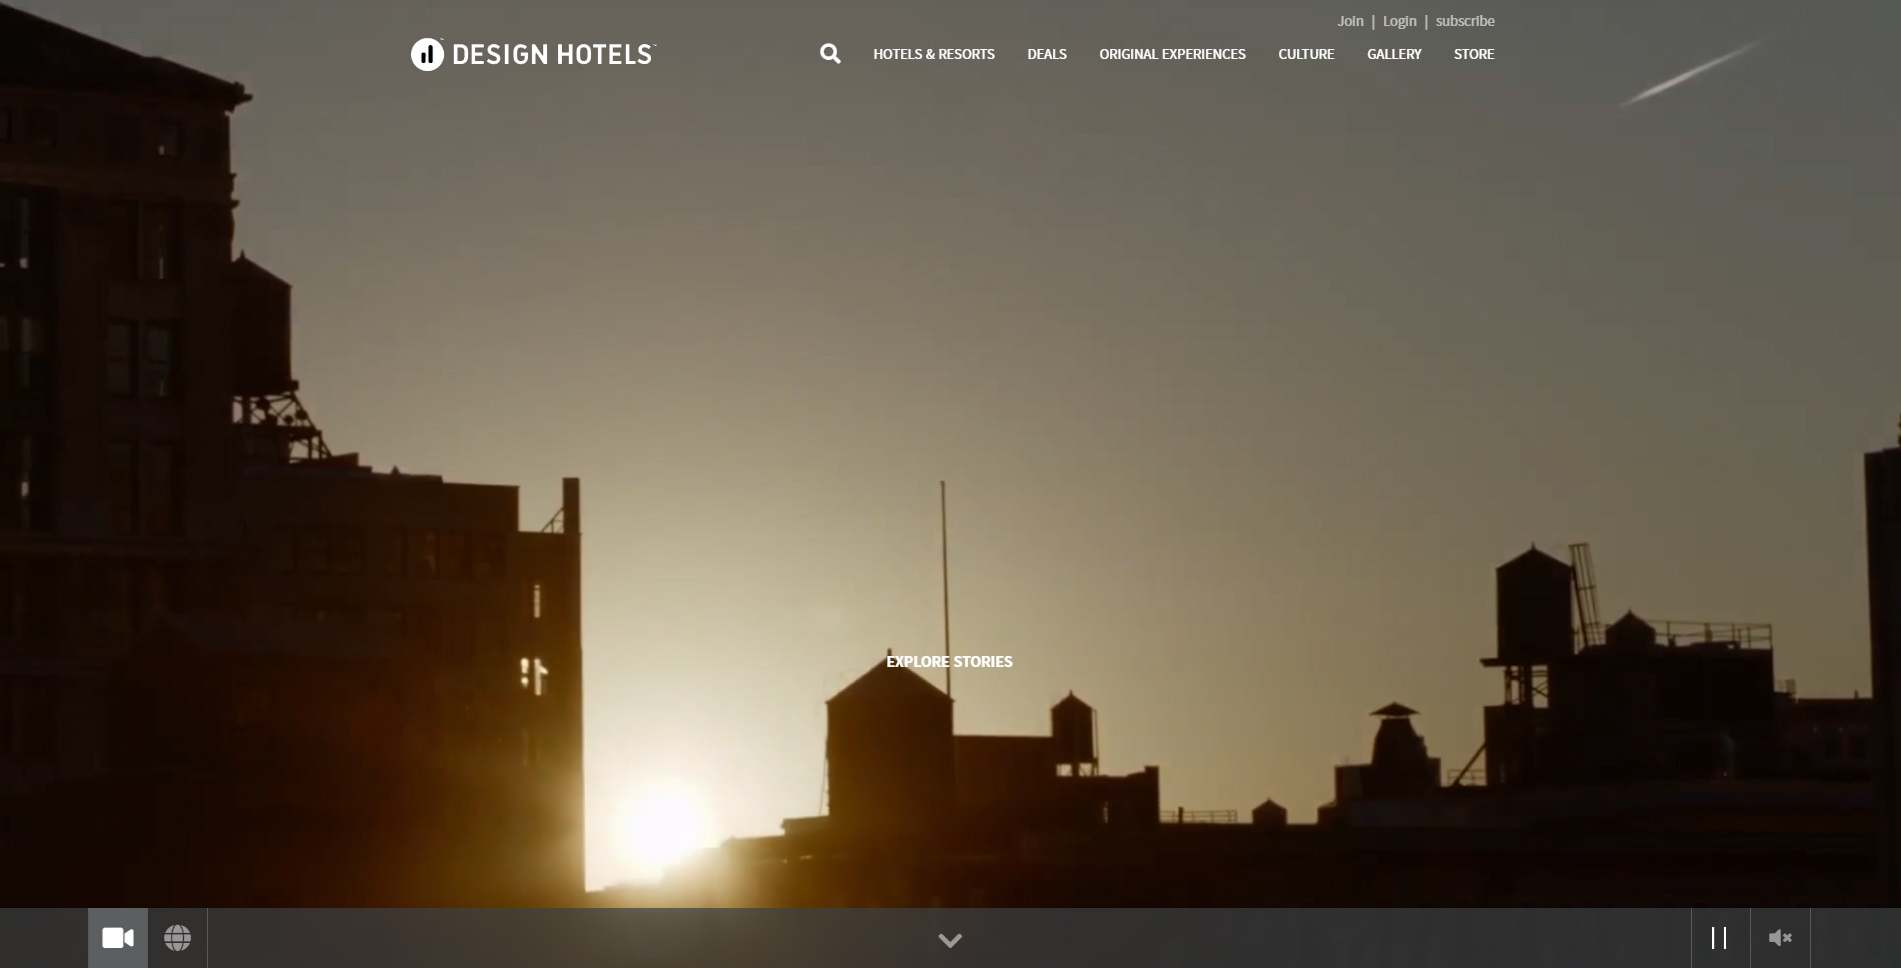 Join | Login | subscribe
DESIGN HOTELS™
HOTELS & RESORTS DEALS ORIGINAL EXPERIENCES CULTURE GALLERY STORE
EXPLORE STORIES